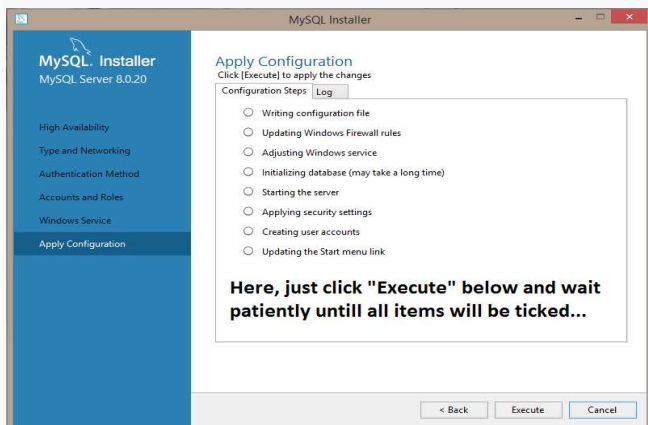 MySQL Installer
MySQL. Installer
MySQL Server 8.0.20
High Availability
Type and Networking
Authentication Method
Accounts and Roles
Windows Service
Apply Configuration
Apply Configuration
Click [Execute] to apply the changes
Configuration Steps Log
Writing configuration file
Updating Windows Firewall rules
Adjusting Windows service
Initializing database (may take a long time)
Starting the server
Applying security settings
Creating user accounts
Updating the Start menu link
Here, just click "Execute" below and wait
patiently untill all items will be ticked...
< Back Execute Cancel